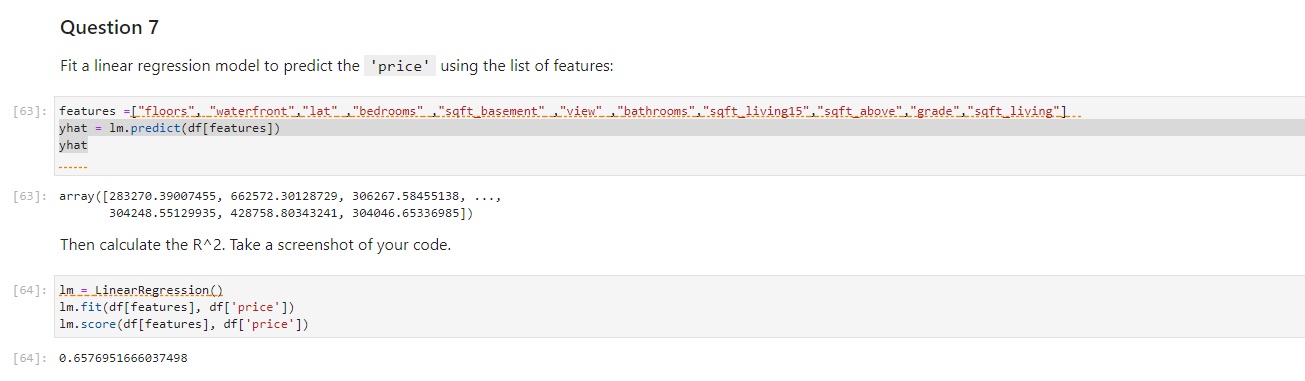 Question 7
Fit a linear regression model to predict the 'price' using the list of features:
[63]: features =["floors", "waterfront","lat" ,"bedrooms" ,"sqft_basement" ,"view" ,"bathrooms","sqft_living15","sqft_above","grade","sqft_living"]
yhat = lm.predict(df[features])
yhat
[63]: array([283270.39007455, 662572.30128729, 306267.58455138, ...,
304248.55129935, 428758.80343241, 304046.65336985])
Then calculate the R^2. Take a screenshot of your code.
[64]: lm = LinearRegression()
lm.fit(df[features], df['price'])
lm.score(df[features], df['price'])
[64]: 0.6576951666037498